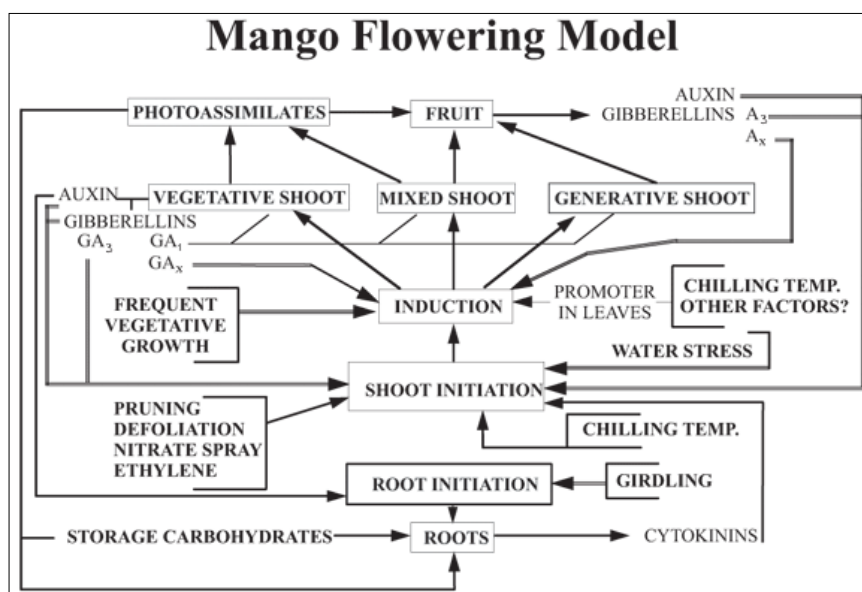 Mango Flowering Model
AUXIN
PHOTOASSIMILATES
FRUIT
GIBBERELLINS A3
Ax
AUXIN
VEGETATIVE SHOOT
MIXED SHOOT
GENERATIVE SHOOT
GIBBERELLINS
GA3
GA1
GAx
INDUCTION
PROMOTER
IN LEAVES
CHILLING TEMP.
OTHER FACTORS?
FREQUENT
VEGETATIVE
GROWTH
WATER STRESS
SHOOT INITIATION
PRUNING
DEFOLIATION
NITRATE SPRAY
ETHYLENE
CHILLING TEMP.
ROOT INITIATION
GIRDLING
STORAGE CARBOHYDRATES
ROOTS
CYTOKININS